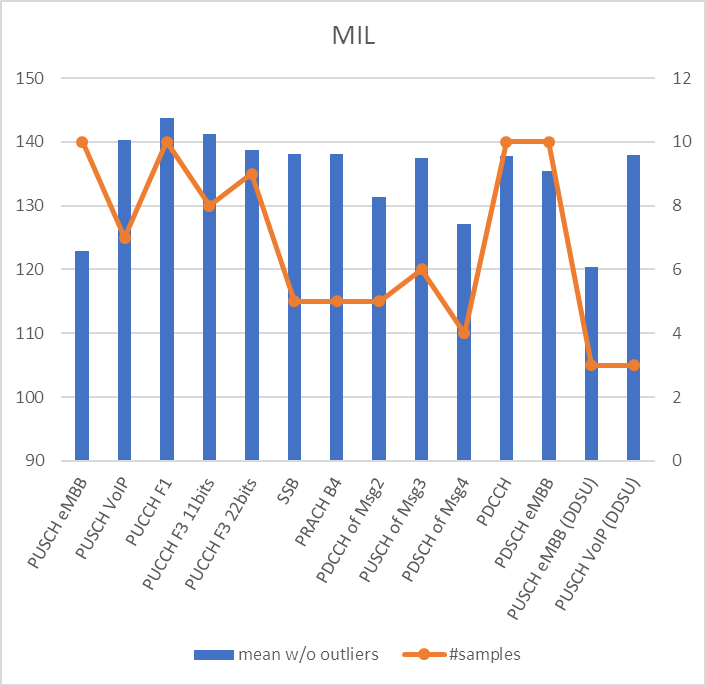 MIL
150
140
130
120
110
100
90
12
10
8
6
4
2
0
PUSCH eMBB
PUSCH VoIP
PUCCH F1
PUCCH F3 11bits
PUCCH F3 22bits
SSB
PRACH B4
PDCCH of Msg2
PUSCH of Msg3
PDSCH of Msg4
PDCCH
PDSCH eMBB
PUSCH eMBB (DDSU)
PUSCH VoIP (DDSU)
mean w/o outliers
#samples